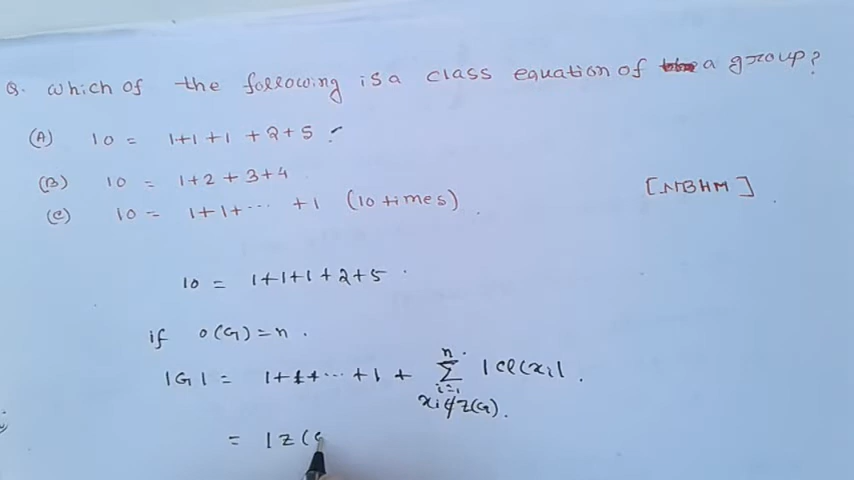 Q. which of the following is a class equation of a group?
(A) 10 = 1+1+1 +2+5
(B) 10 = 1+2+3+4
(C) 10 = 1+1+... +1 (10 times)
[NBHM]
10 = 1+1+1+2+5
if o(G)=n.
|G| = 1+1+...+1 + n Σ i=1 |cl(xi)|.
xi∉Z(G).
= |Z(G